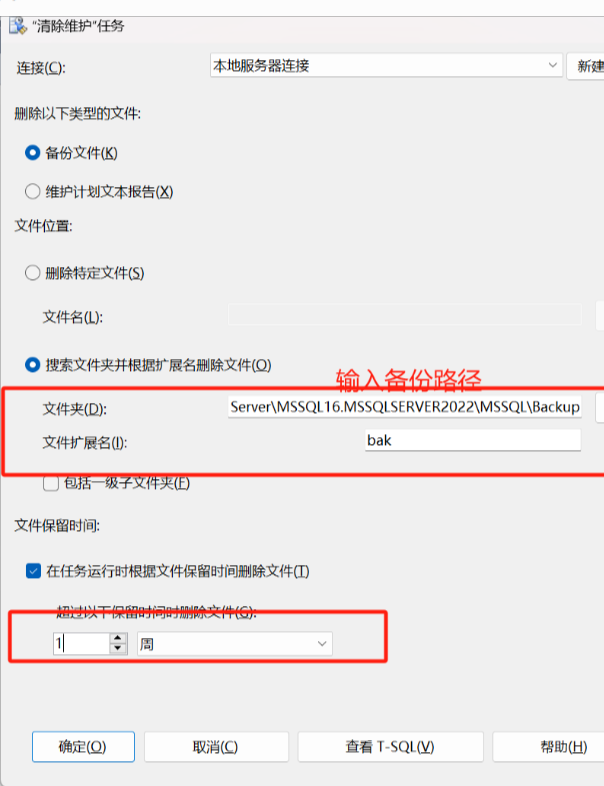 “清除维护”任务
连接(C): 本地服务器连接 新建
删除以下类型的文件:
备份文件(K)
维护计划文本报告(X)
文件位置:
删除特定文件(S)
文件名(L):
搜索文件夹并根据扩展名删除文件(O)
输入备份路径
文件夹(D): Server\MSSQL16.MSSQLSERVER2022\MSSQL\Backup
文件扩展名(I): bak
包括一级子文件夹(F)
文件保留时间:
在任务运行时根据文件保留时间删除文件(T)
超过以下保留时间时删除文件(G):
1 周
确定(O) 取消(C) 查看 T-SQL(V) 帮助(H)